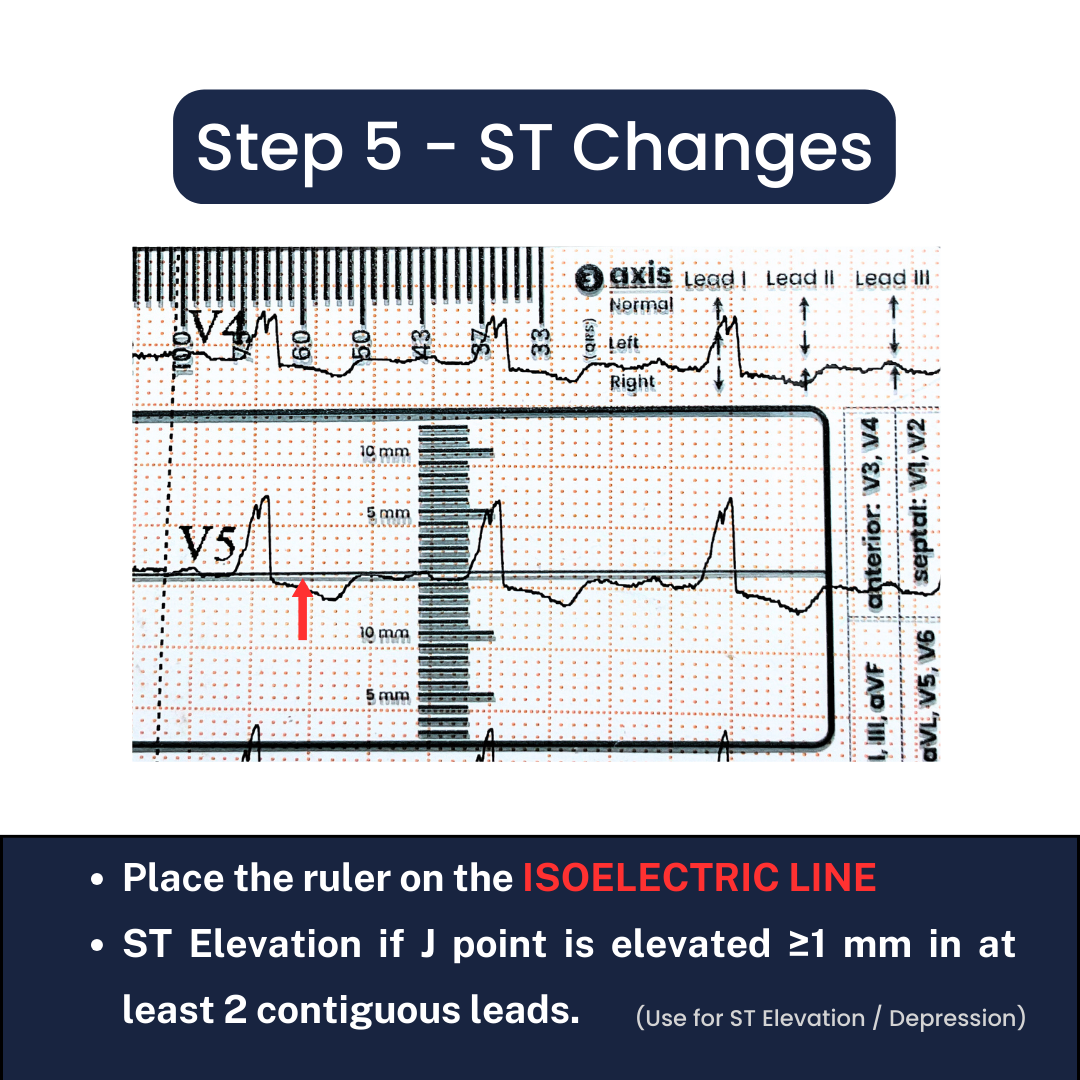 Step 5 - ST Changes
3 axis Lead I Lead II Lead III
Normal
(QRS)
Left
Right
V4
100 75 60 50 43 37 33
10 mm
5 mm
V5
10 mm
5 mm
anterior: V3, V4
septal: V1, V2
I, III, aVF
aVL, V5, V6
• Place the ruler on the ISOELECTRIC LINE
• ST Elevation if J point is elevated ≥1 mm in at
least 2 contiguous leads.
(Use for ST Elevation / Depression)